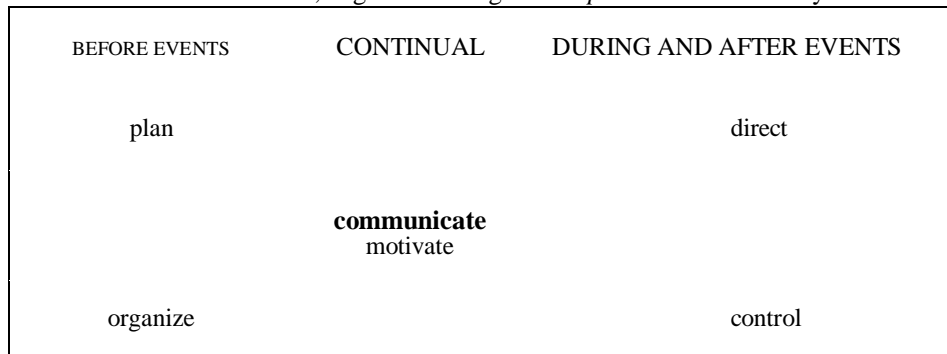 BEFORE EVENTS CONTINUAL DURING AND AFTER EVENTS
plan direct
communicate
motivate
organize control